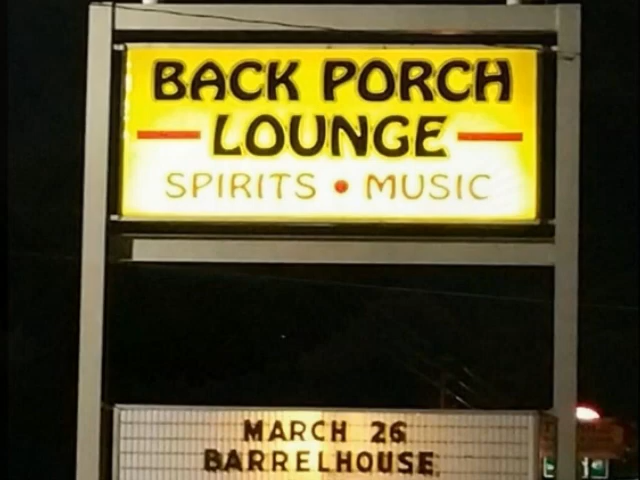 BACK PORCH
LOUNGE
SPIRITS • MUSIC
MARCH 26
BARRELHOUSE